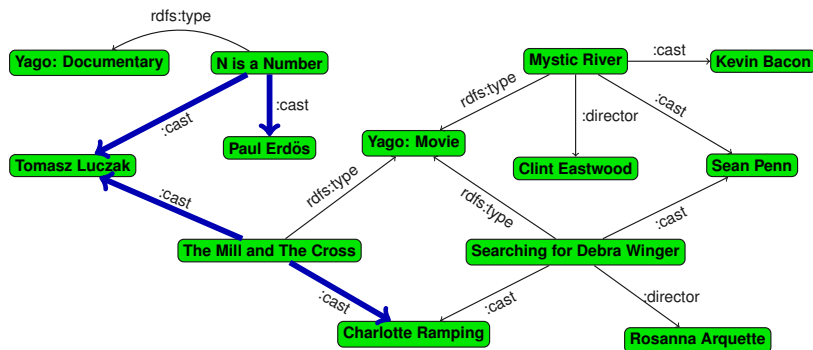 rdfs:type
Yago: Documentary
N is a Number
Mystic River
:cast
Kevin Bacon
:cast
:cast
rdfs:type
:director
:cast
Paul Erdös
Yago: Movie
Tomasz Luczak
Clint Eastwood
Sean Penn
:cast
rdfs:type
rdfs:type
:cast
The Mill and The Cross
Searching for Debra Winger
:cast
:cast
:director
Charlotte Ramping
Rosanna Arquette